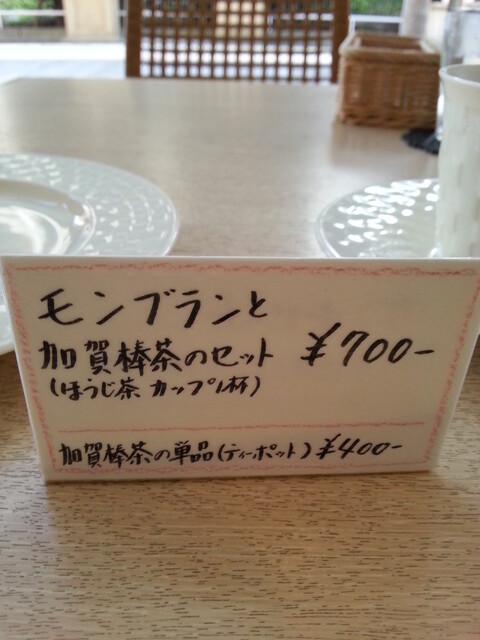 モンブランと
加賀棒茶のセット ¥700-
(ほうじ茶 カップ1杯)
加賀棒茶の単品(ティーポット)¥400-